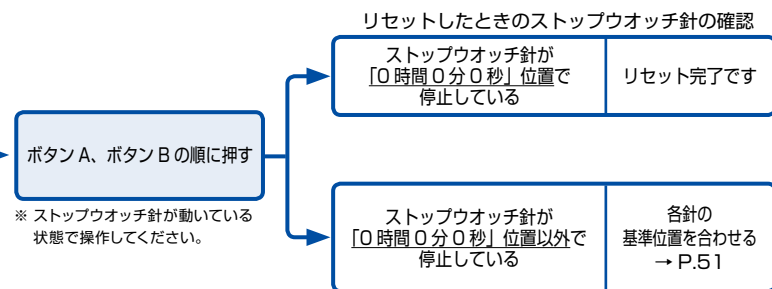 リセットしたときのストップウオッチ針の確認
ストップウオッチ針が
「0時間0分0秒」位置で
停止している
リセット完了です
ボタンA、ボタンBの順に押す
※ ストップウオッチ針が動いている
状態で操作してください。
ストップウオッチ針が
「0時間0分0秒」位置以外で
停止している
各針の
基準位置を合わせる
→ P.51